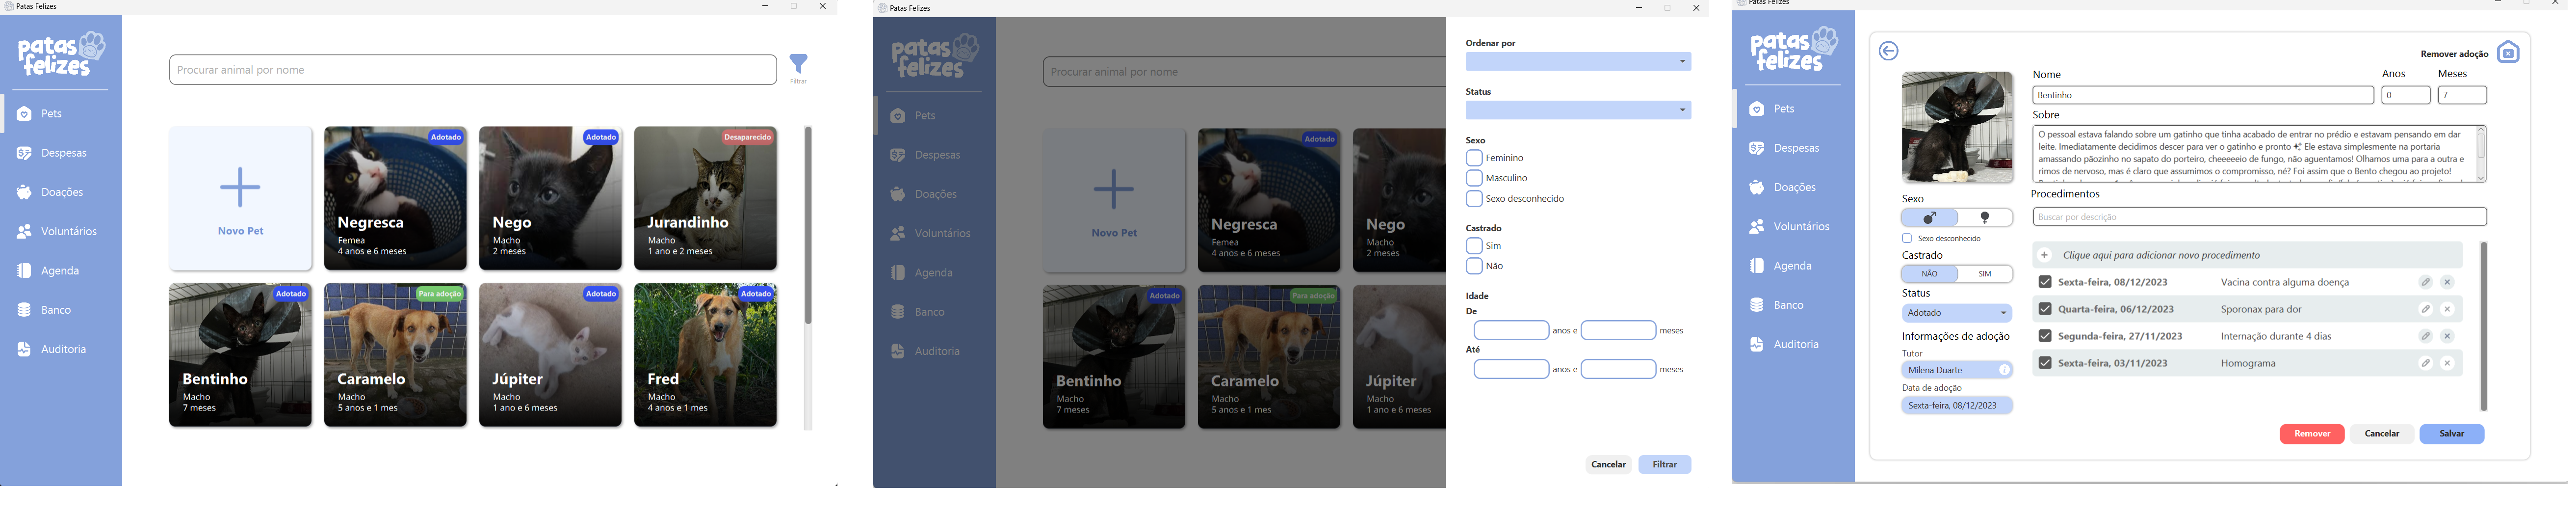 Patas Felizes
patas
felizes
Pets
Despesas
Doações
Voluntários
Agenda
Banco
Auditoria
Procurar animal por nome
Filtrar
Novo Pet
Adotado
Negresca
Femea
4 anos e 6 meses
Adotado
Nego
Macho
2 meses
Desaparecido
Jurandinho
Macho
1 ano e 2 meses
Adotado
Bentinho
Macho
7 meses
Para adoção
Caramelo
Macho
5 anos e 1 mes
Adotado
Júpiter
Macho
1 ano e 6 meses
Adotado
Fred
Macho
4 anos e 1 mes
Patas Felizes
patas
felizes
Pets
Despesas
Doações
Voluntários
Agenda
Banco
Auditoria
Procurar animal por nome
Novo Pet
Adotado
Negresca
Femea
4 anos e 6 meses
Nego
Macho
2 meses
Adotado
Bentinho
Macho
7 meses
Para adoção
Caramelo
Macho
5 anos e 1 mes
Júpiter
Macho
1 ano e 6 meses
Ordenar por
Status
Sexo
Feminino
Masculino
Sexo desconhecido
Castrado
Sim
Não
Idade
De
anos e meses
Até
anos e meses
Cancelar Filtrar
Patas Felizes
patas
felizes
Pets
Despesas
Doações
Voluntários
Agenda
Banco
Auditoria
Remover adoção
Nome Anos Meses
Bentinho 0 7
Sobre
O pessoal estava falando sobre um gatinho que tinha acabado de entrar no prédio e estavam pensando em dar
leite. Imediatamente decidimos descer para ver o gatinho e pronto ✨ Ele estava simplesmente na portaria
amassando pãozinho no sapato do porteiro, cheeeeeio de fungo, não aguentamos! Olhamos uma para a outra e
rimos de nervoso, mas é claro que assumimos o compromisso, né? Foi assim que o Bento chegou ao projeto!
Sexo
Sexo desconhecido
Castrado
NÃO SIM
Status
Adotado
Informações de adoção
Tutor
Milena Duarte
Data de adoção
Sexta-feira, 08/12/2023
Procedimentos
Buscar por descrição
+ Clique aqui para adicionar novo procedimento
Sexta-feira, 08/12/2023 Vacina contra alguma doença
Quarta-feira, 06/12/2023 Sporonax para dor
Segunda-feira, 27/11/2023 Internação durante 4 dias
Sexta-feira, 03/11/2023 Homograma
Remover Cancelar Salvar